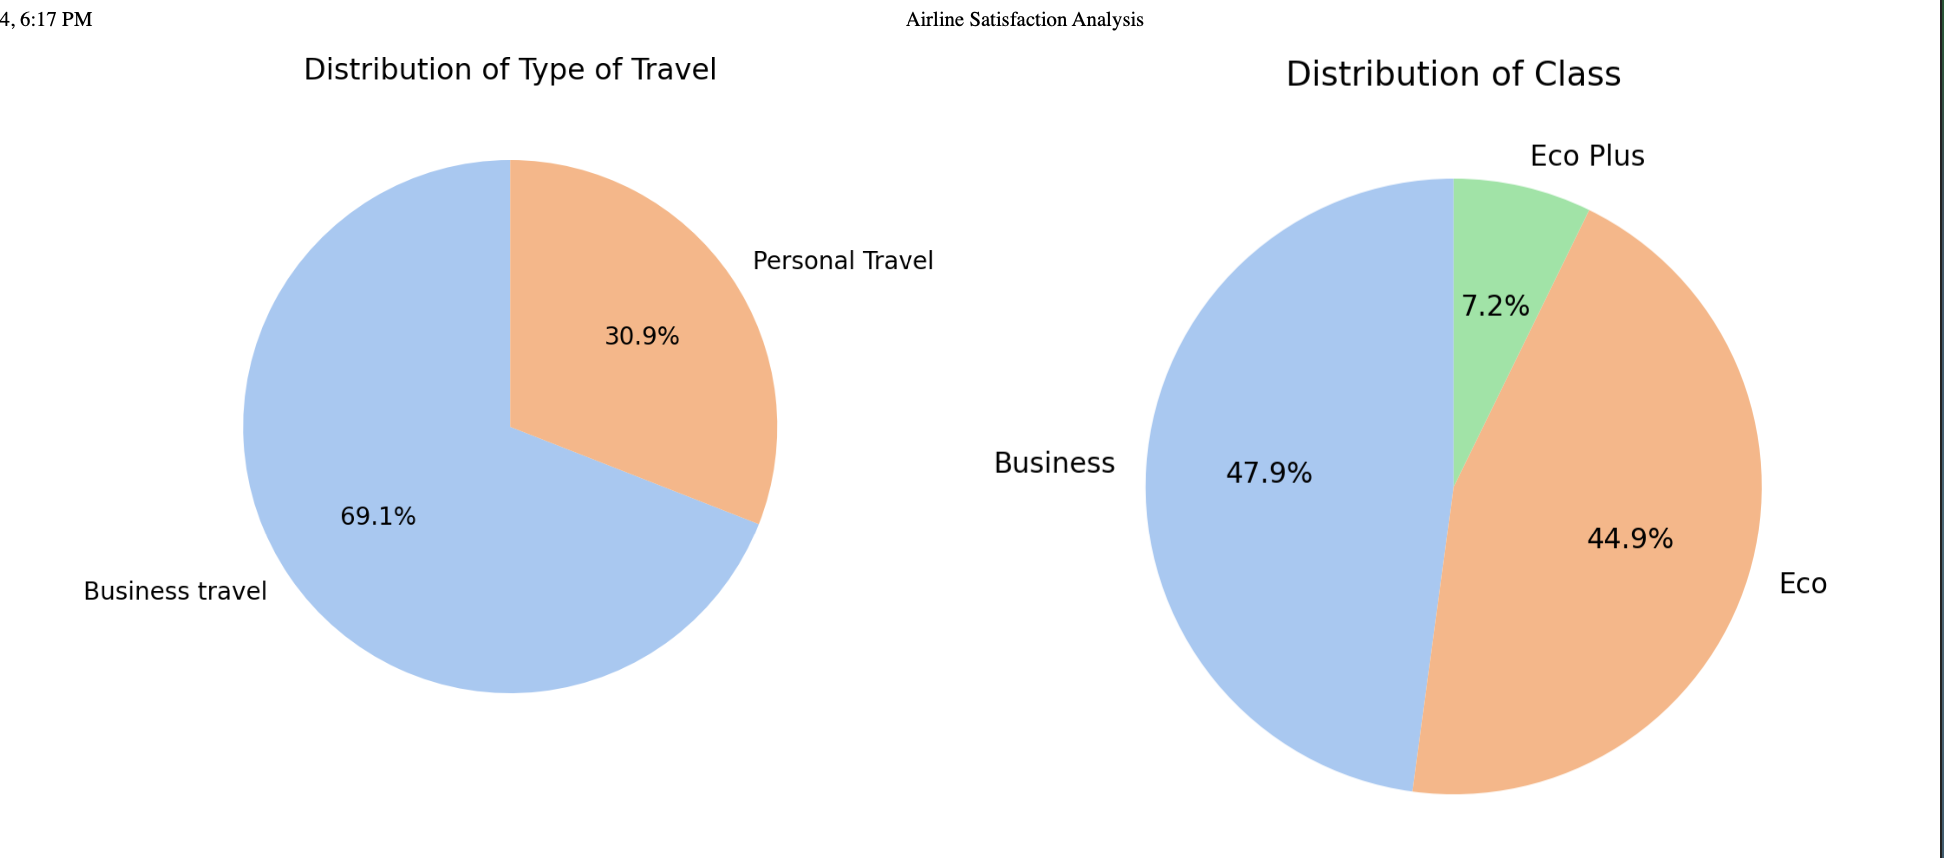 4, 6:17 PM
Airline Satisfaction Analysis
Distribution of Type of Travel
Personal Travel
30.9%
69.1%
Business travel
Distribution of Class
Eco Plus
7.2%
Business
47.9%
44.9%
Eco